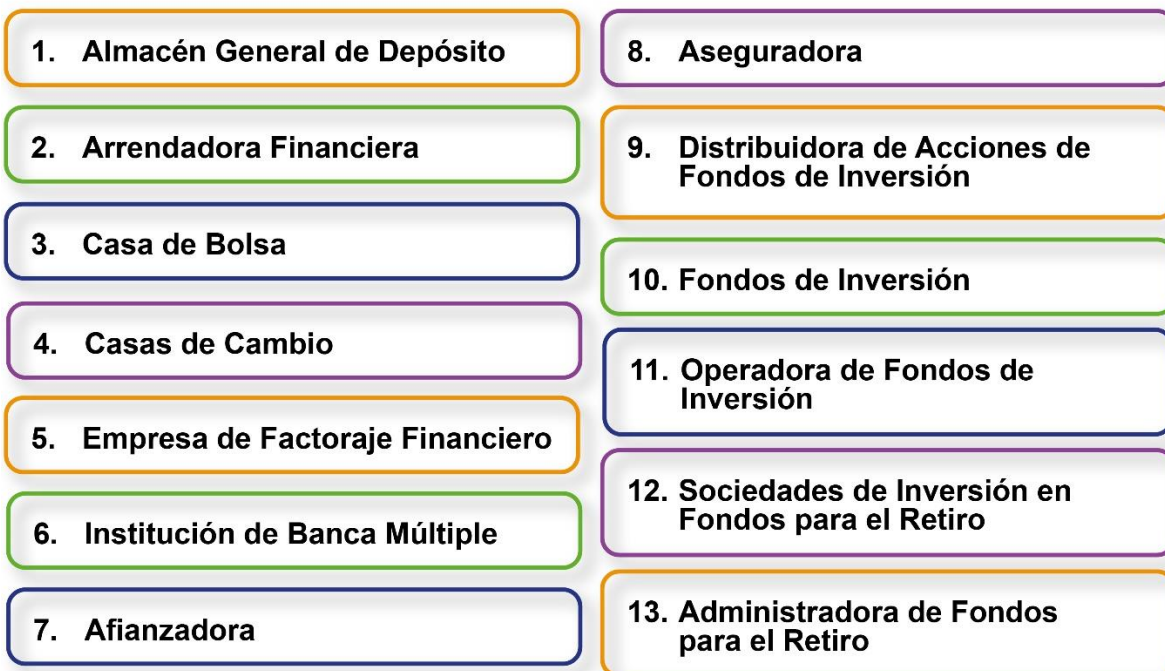 1. Almacén General de Depósito
2. Arrendadora Financiera
3. Casa de Bolsa
4. Casas de Cambio
5. Empresa de Factoraje Financiero
6. Institución de Banca Múltiple
7. Afianzadora
8. Aseguradora
9. Distribuidora de Acciones de
Fondos de Inversión
10. Fondos de Inversión
11. Operadora de Fondos de
Inversión
12. Sociedades de Inversión en
Fondos para el Retiro
13. Administradora de Fondos
para el Retiro